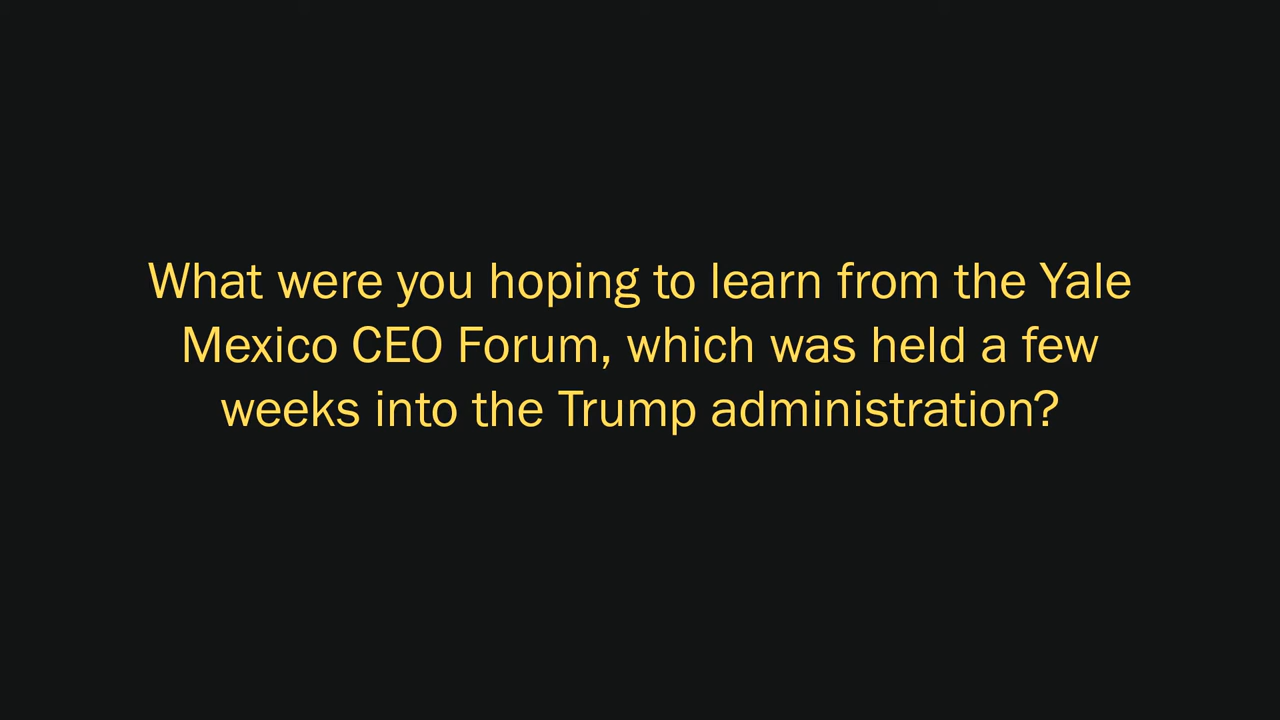 What were you hoping to learn from the Yale
Mexico CEO Forum, which was held a few
weeks into the Trump administration?